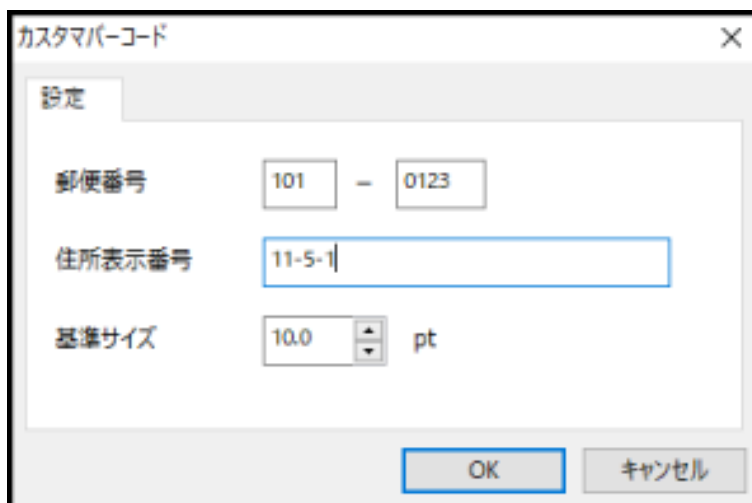 カスタマバーコード
設定
郵便番号 101 – 0123
住所表示番号 11-5-1
基準サイズ 10.0 pt
OK キャンセル